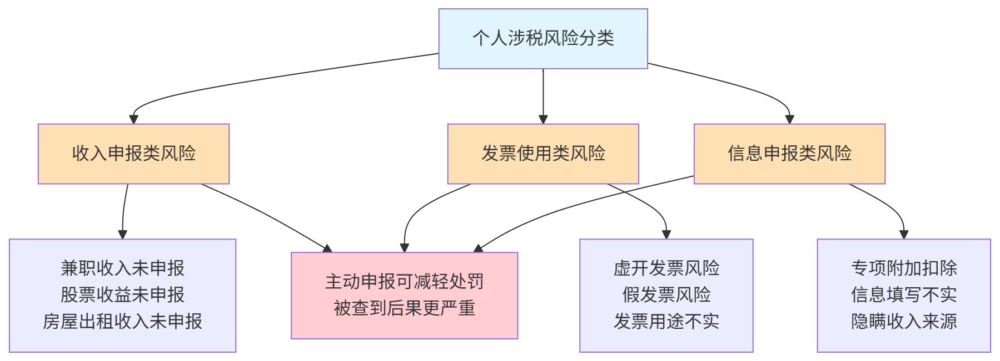 个人涉税风险分类
收入申报类风险
发票使用类风险
信息申报类风险
兼职收入未申报
股票收益未申报
房屋出租收入未申报
主动申报可减轻处罚
被查到后果更严重
虚开发票风险
假发票风险
发票用途不实
专项附加扣除
信息填写不实
隐瞒收入来源